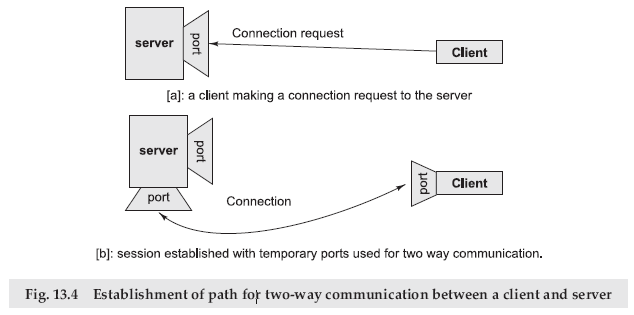 Connection request
server
port
Client
[a]: a client making a connection request to the server
server
port
port
Connection
port
Client
[b]: session established with temporary ports used for two way communication.
Fig. 13.4 Establishment of path for two-way communication between a client and server